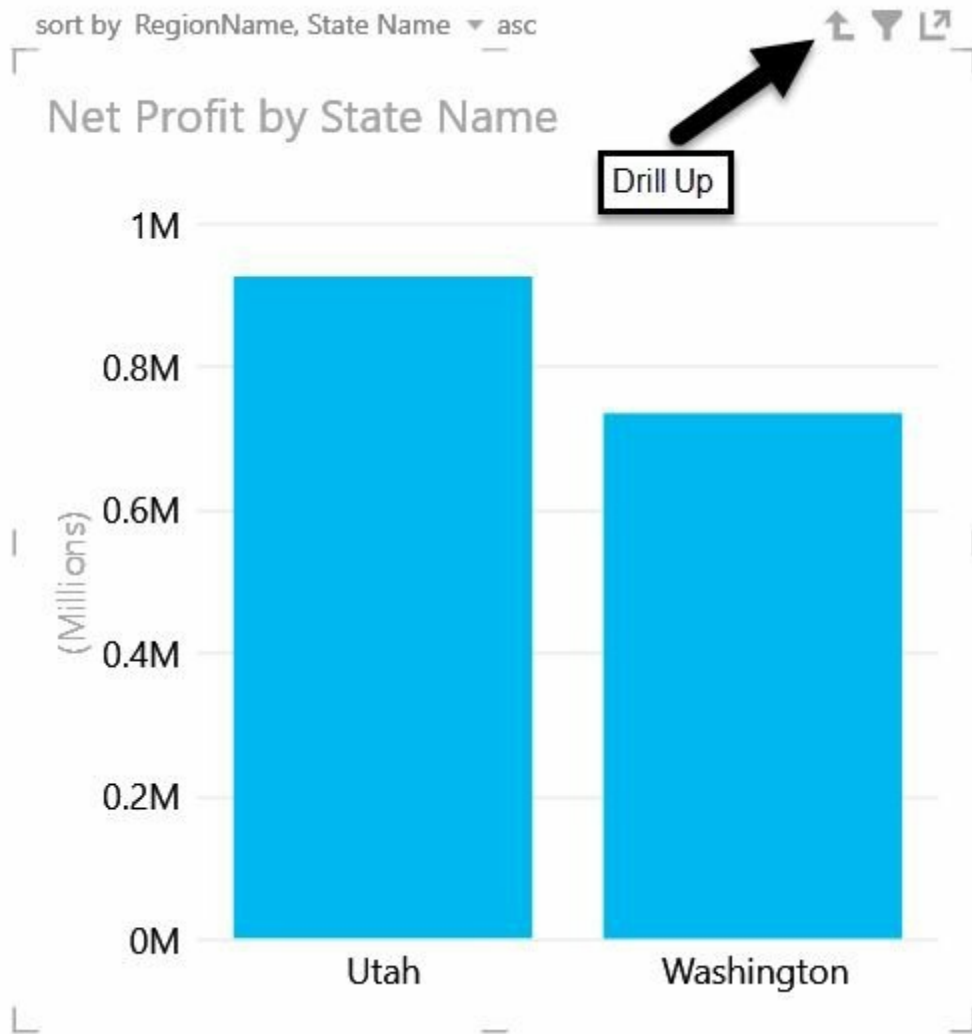 sort by RegionName, State Name asc
Net Profit by State Name
Drill Up
1M
0.8M
0.6M
0.4M
0.2M
0M
(Millions)
Utah Washington